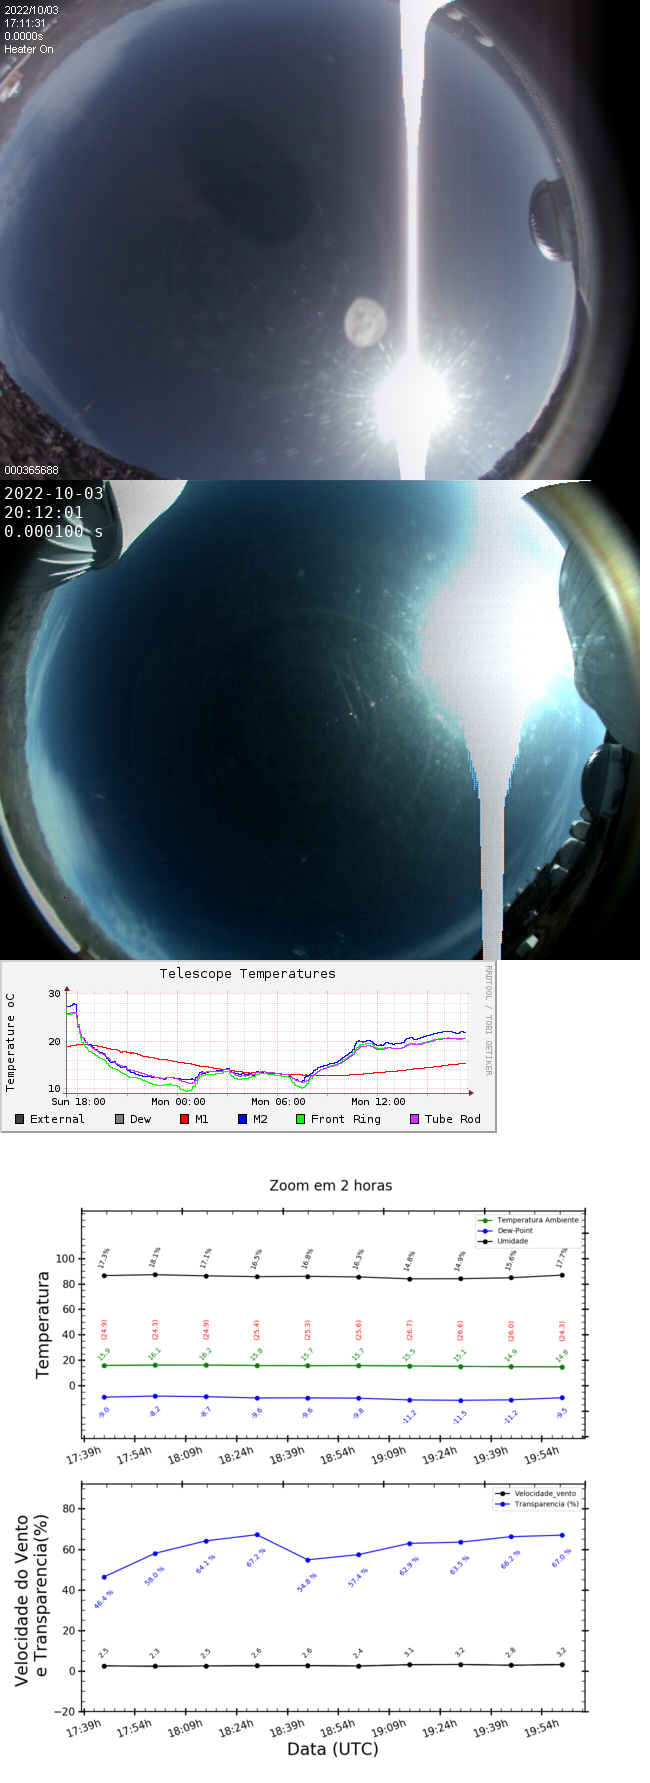 2022/10/03
17:11:31
0.0000s
Heater On
000365688
2022-10-03
20:12:01
0.000100 s
Telescope Temperatures
RRDTOOL / TOBI OETIKER
Temperature oC
30
20
10
Sun 18:00 Mon 00:00 Mon 06:00 Mon 12:00
External Dew M1 M2 Front Ring Tube Rod
Zoom em 2 horas
Temperatura Ambiente
Dew-Point
Umidade
Temperatura
100
80
60
40
20
0
17.3% 18.1% 17.1% 16.5% 16.8% 16.3% 14.8% 14.9% 15.6% 17.7%
(24.9) (24.3) (24.9) (25.4) (25.3) (25.6) (26.7) (26.6) (26.0) (24.3)
15.9 16.1 16.2 15.8 15.7 15.7 15.5 15.1 14.9 14.8
-9.0 -8.2 -8.7 -9.6 -9.6 -9.8 -11.2 -11.5 -11.2 -9.5
17:39h 17:54h 18:09h 18:24h 18:39h 18:54h 19:09h 19:24h 19:39h 19:54h
Velocidade_vento
Transparencia (%)
Velocidade do Vento
e Transparencia(%)
80
60
40
20
0
−20
46.4 % 58.0 % 64.1 % 67.2 % 54.8 % 57.4 % 62.9 % 63.5 % 66.2 % 67.0 %
2.5 2.3 2.5 2.6 2.6 2.4 3.1 3.2 2.8 3.2
17:39h 17:54h 18:09h 18:24h 18:39h 18:54h 19:09h 19:24h 19:39h 19:54h
Data (UTC)